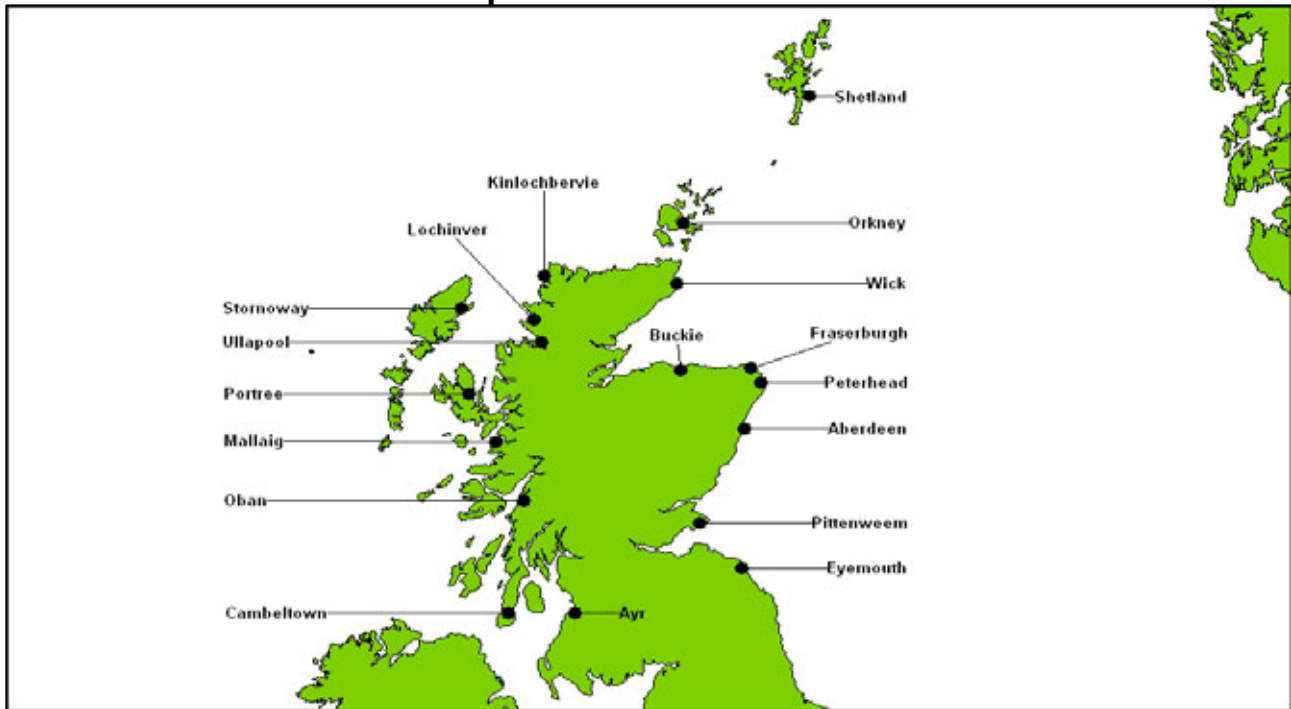 Shetland
Kinlochbervie
Orkney
Lochinver
Wick
Stornoway
Fraserburgh
Buckie
Ullapool
Peterhead
Portree
Aberdeen
Mallaig
Oban
Pittenweem
Eyemouth
Cambeltown
Ayr